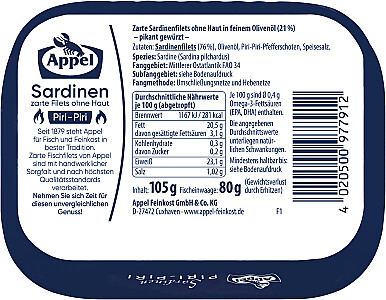 Appel
Sardinen
zarte Filets ohne Haut
Piri-Piri
Seit 1879 steht Appel
für Fisch und Feinkost in
bester Tradition.
Zarte Fischfilets von Appel
sind mit handwerklicher
Sorgfalt und nach höchsten
Qualitätsstandards
verarbeitet.
Nehmen Sie sich Zeit für
diesen unvergleichlichen
Genuss!
Zarte Sardinenfilets ohne Haut in feinem Olivenöl (21 %)
– pikant gewürzt –
Zutaten: Sardinenfilets (76%), Olivenöl, Piri-Piri-Pfefferschoten, Speisesalz.
Spezies: Sardine (Sardina pilchardus)
Fanggebiet: Mittlerer Ostatlantik FAO 34
Subfanggebiet: siehe Bodenaufdruck
Fangmethode: Umschließungsnetze und Hebenetze
Durchschnittliche Nährwerte
je 100 g (abgetropft)
Brennwert 1167 kJ / 281 kcal
Fett 20,5 g
davon gesättigte Fettsäuren 3,1 g
Kohlenhydrate 0,3 g
davon Zucker 0,2 g
Eiweiß 23,1 g
Salz 1,02 g
Je 100 g sind Ø 0,4 g
Omega-3-Fettsäuren
(EPA, DHA) enthalten.
Die angegebenen
Durchschnittswerte
unterliegen natür-
lichen Schwankungen.
Mindestens haltbar bis:
siehe Bodenaufdruck
Inhalt: 105 g Fischeinwaage: 80 g (Gewichtsverlust
durch Erhitzen)
Appel Feinkost GmbH & Co. KG
D-27472 Cuxhaven · www.appel-feinkost.de F1
4 020500 977912
Appel
Sardinen
PIRI-PIRI